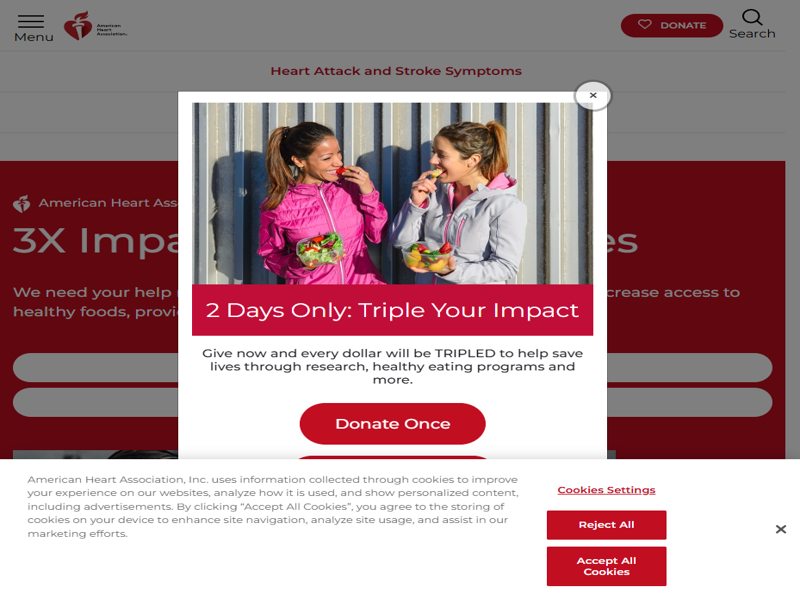 Menu
American
Heart
Association.
DONATE
Search
Heart Attack and Stroke Symptoms
×
American Heart Ass
3X Impa
es
We need your help
crease access to
healthy foods, provi
2 Days Only: Triple Your Impact
Give now and every dollar will be TRIPLED to help save
lives through research, healthy eating programs and
more.
Donate Once
American Heart Association, Inc. uses information collected through cookies to improve
your experience on our websites, analyze how it is used, and show personalized content,
including advertisements. By clicking “Accept All Cookies”, you agree to the storing of
cookies on your device to enhance site navigation, analyze site usage, and assist in our
marketing efforts.
Cookies Settings
Reject All
Accept All
Cookies